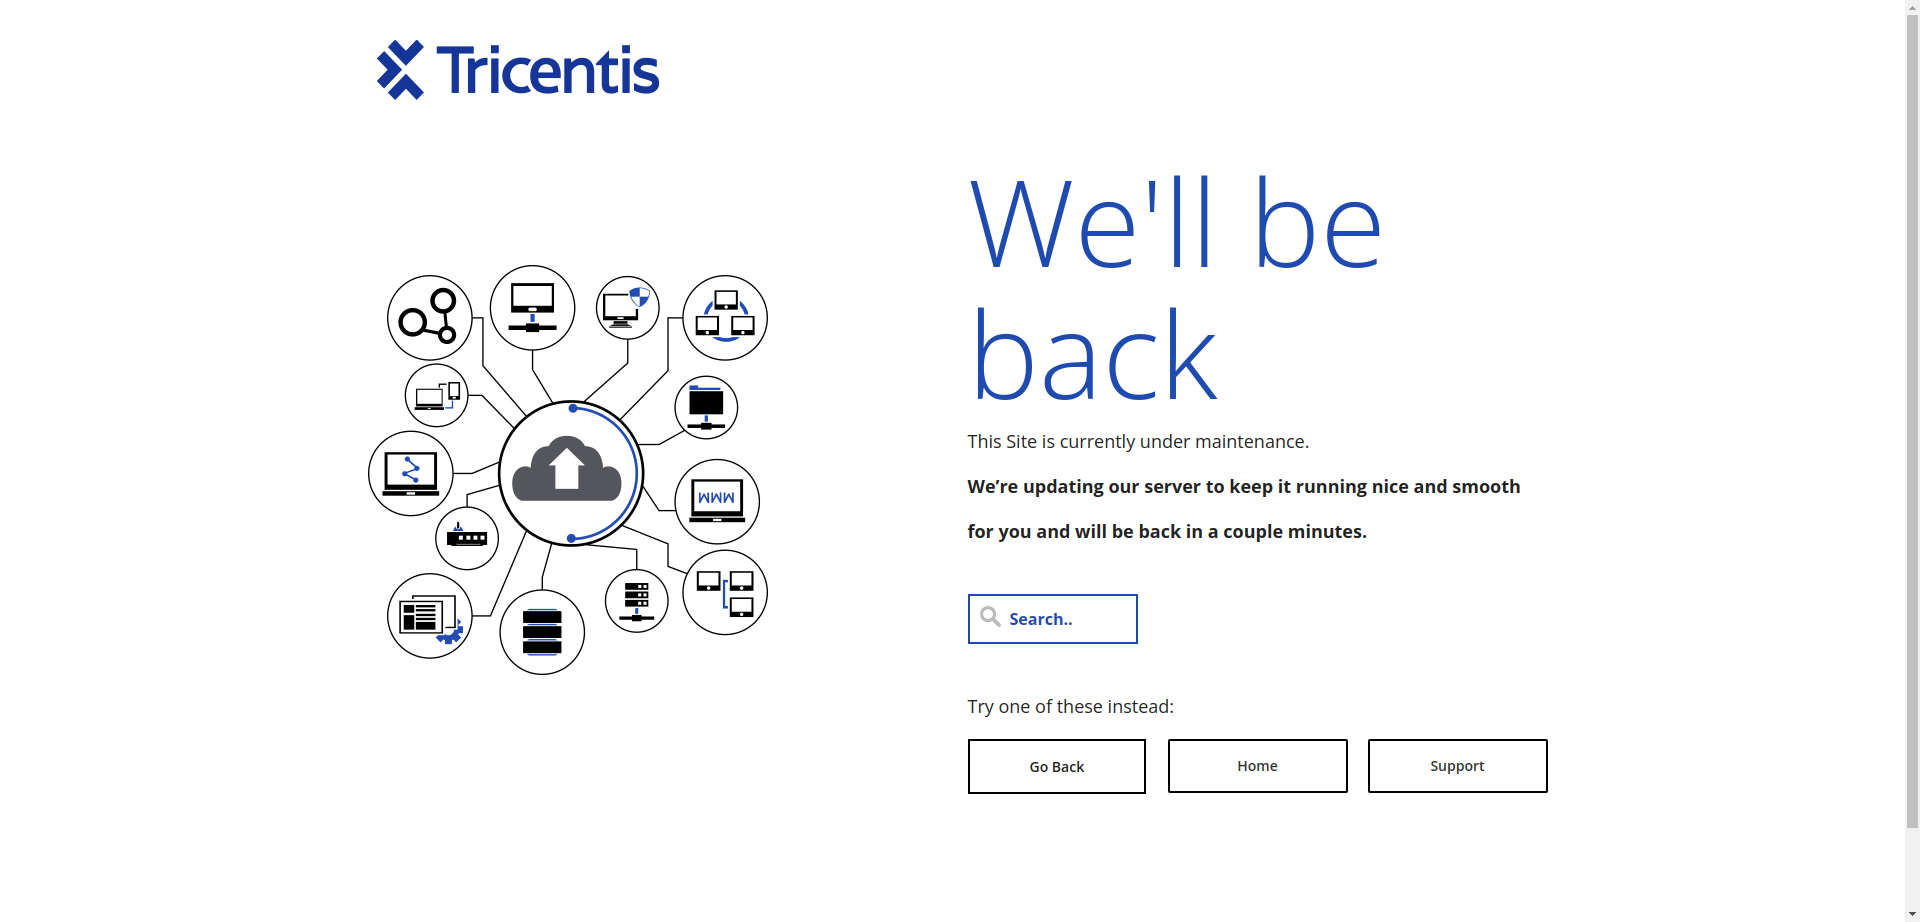 Tricentis
We'll be
back
This Site is currently under maintenance.
We’re updating our server to keep it running nice and smooth
for you and will be back in a couple minutes.
WWW
Search..
Try one of these instead:
Go Back
Home
Support